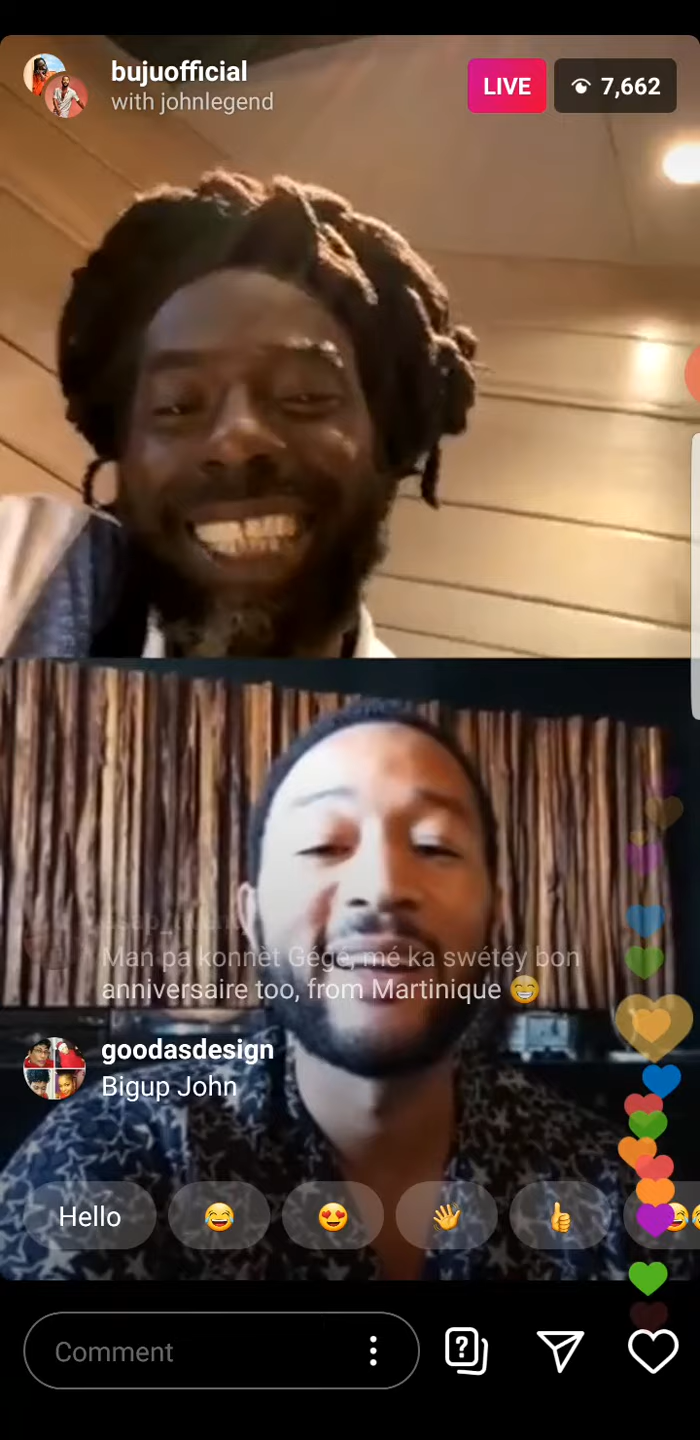 bujuofficial
with johnlegend
LIVE
7,662
Man pa konnèt Gégé, mé ka swétéy bon
anniversaire too, from Martinique 😁
goodasdesign
Bigup John
Hello
Comment